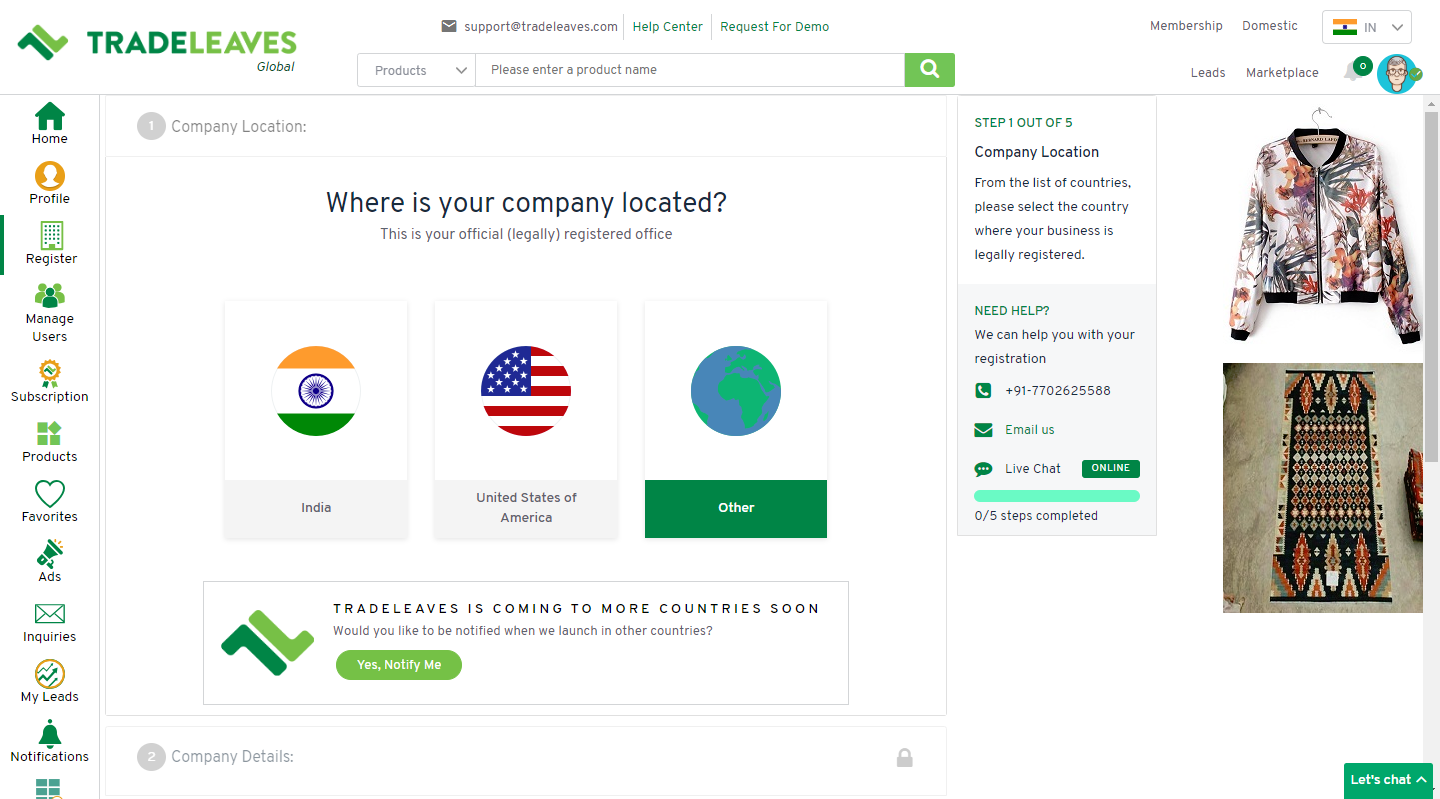 TRADELEAVES
Global
support@tradeleaves.com
Help Center
Request For Demo
Membership
Domestic
IN
Products
Please enter a product name
Leads
Marketplace
0
Home
Profile
Register
Manage
Users
Subscription
Products
Favorites
Ads
Inquiries
My Leads
Notifications
1
Company Location:
Where is your company located?
This is your official (legally) registered office
India
United States of
America
Other
TRADELEAVES IS COMING TO MORE COUNTRIES SOON
Would you like to be notified when we launch in other countries?
Yes, Notify Me
2
Company Details:
STEP 1 OUT OF 5
Company Location
From the list of countries,
please select the country
where your business is
legally registered.
NEED HELP?
We can help you with your
registration
+91-7702625588
Email us
Live Chat
ONLINE
0/5 steps completed
Let's chat